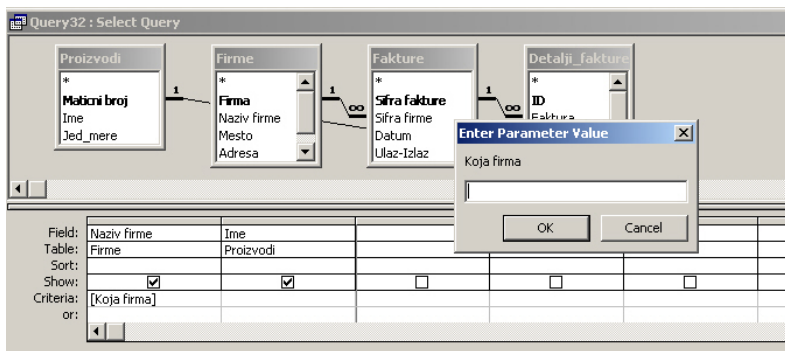 Query32 : Select Query
Proizvodi
*
Maticni broj
Ime
Jed_mere
1
Firme
*
Firma
Naziv firme
Mesto
Adresa
1
∞
Fakture
*
Sifra fakture
Sifra firme
Datum
Ulaz-Izlaz
1
∞
Detalji_fakture
*
ID
Faktura
Enter Parameter Value
Koja firma
OK Cancel
Field: Naziv firme Ime
Table: Firme Proizvodi
Sort:
Show:
Criteria: [Koja firma]
or: